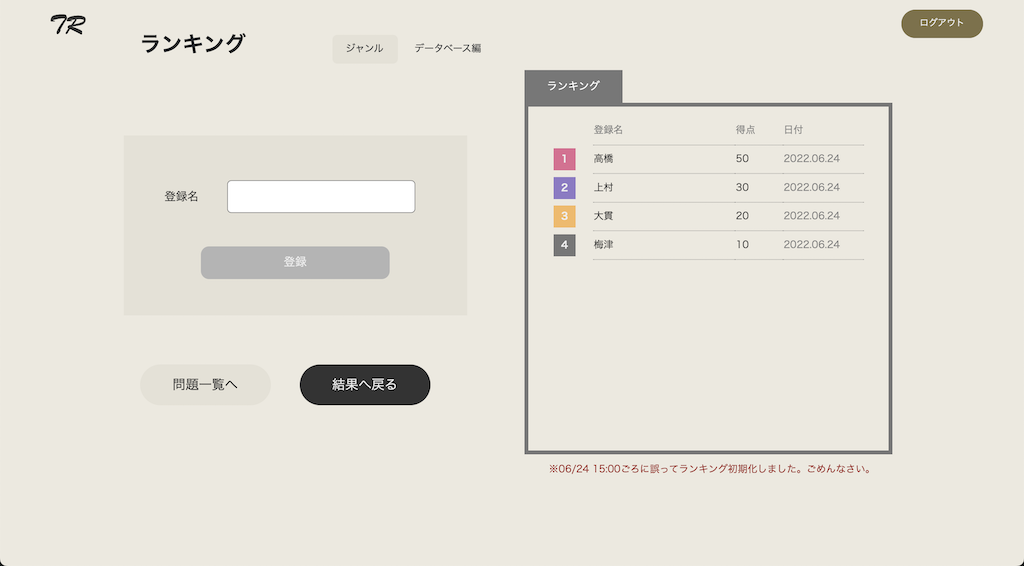 TR
ランキング
ジャンル データベース編
ログアウト
登録名
登録
問題一覧へ 結果へ戻る
ランキング
登録名 得点 日付
1 高橋 50 2022.06.24
2 上村 30 2022.06.24
3 大貫 20 2022.06.24
4 梅津 10 2022.06.24
※06/24 15:00ごろに誤ってランキング初期化しました。ごめんなさい。